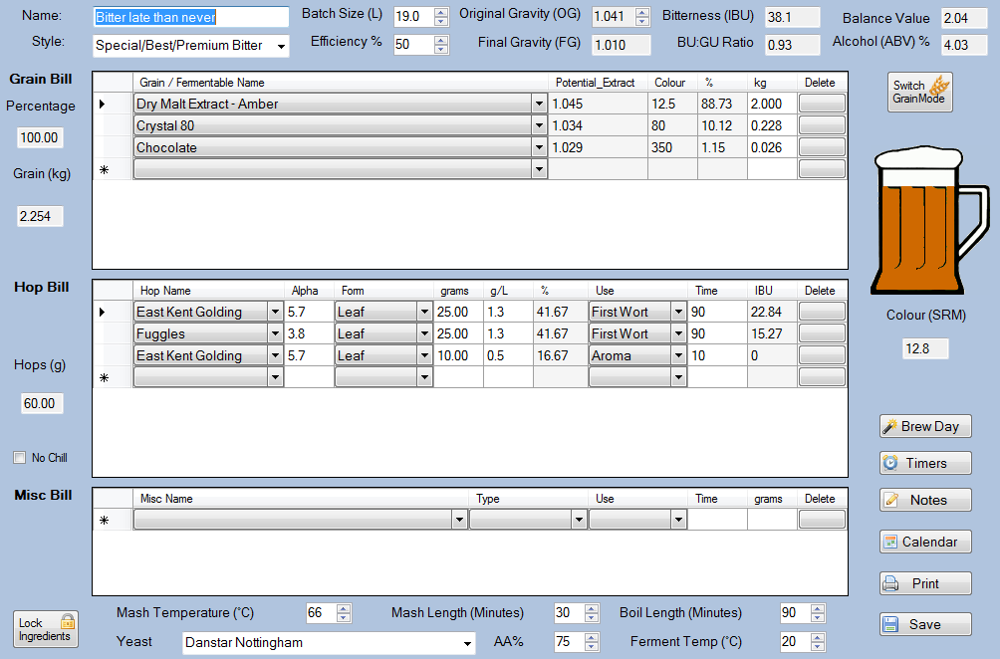 Name: Bitter late than never Batch Size (L) 19.0 Original Gravity (OG) 1.041 Bitterness (IBU) 38.1 Balance Value 2.04
Style: Special/Best/Premium Bitter Efficiency % 50 Final Gravity (FG) 1.010 BU:GU Ratio 0.93 Alcohol (ABV) % 4.03
Grain Bill
Percentage
100.00
Grain (kg)
2.254
Grain / Fermentable Name Potential_Extract Colour % kg Delete
Dry Malt Extract - Amber 1.045 12.5 88.73 2.000
Crystal 80 1.034 80 10.12 0.228
Chocolate 1.029 350 1.15 0.026
Switch
GrainMode
Hop Bill
Hops (g)
60.00
No Chill
Hop Name Alpha Form grams g/L % Use Time IBU Delete
East Kent Golding 5.7 Leaf 25.00 1.3 41.67 First Wort 90 22.84
Fuggles 3.8 Leaf 25.00 1.3 41.67 First Wort 90 15.27
East Kent Golding 5.7 Leaf 10.00 0.5 16.67 Aroma 10 0
Colour (SRM)
12.8
Brew Day
Timers
Notes
Calendar
Print
Save
Misc Bill
Misc Name Type Use Time grams Delete
Lock
Ingredients
Mash Temperature (°C) 66 Mash Length (Minutes) 30 Boil Length (Minutes) 90
Yeast Danstar Nottingham AA% 75 Ferment Temp (°C) 20